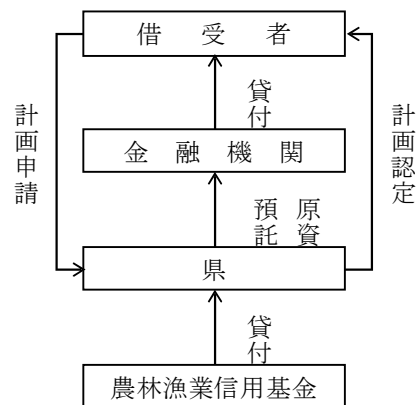 借受者
貸付
計画申請
計画認定
金融機関
原資
預託
県
貸付
農林漁業信用基金